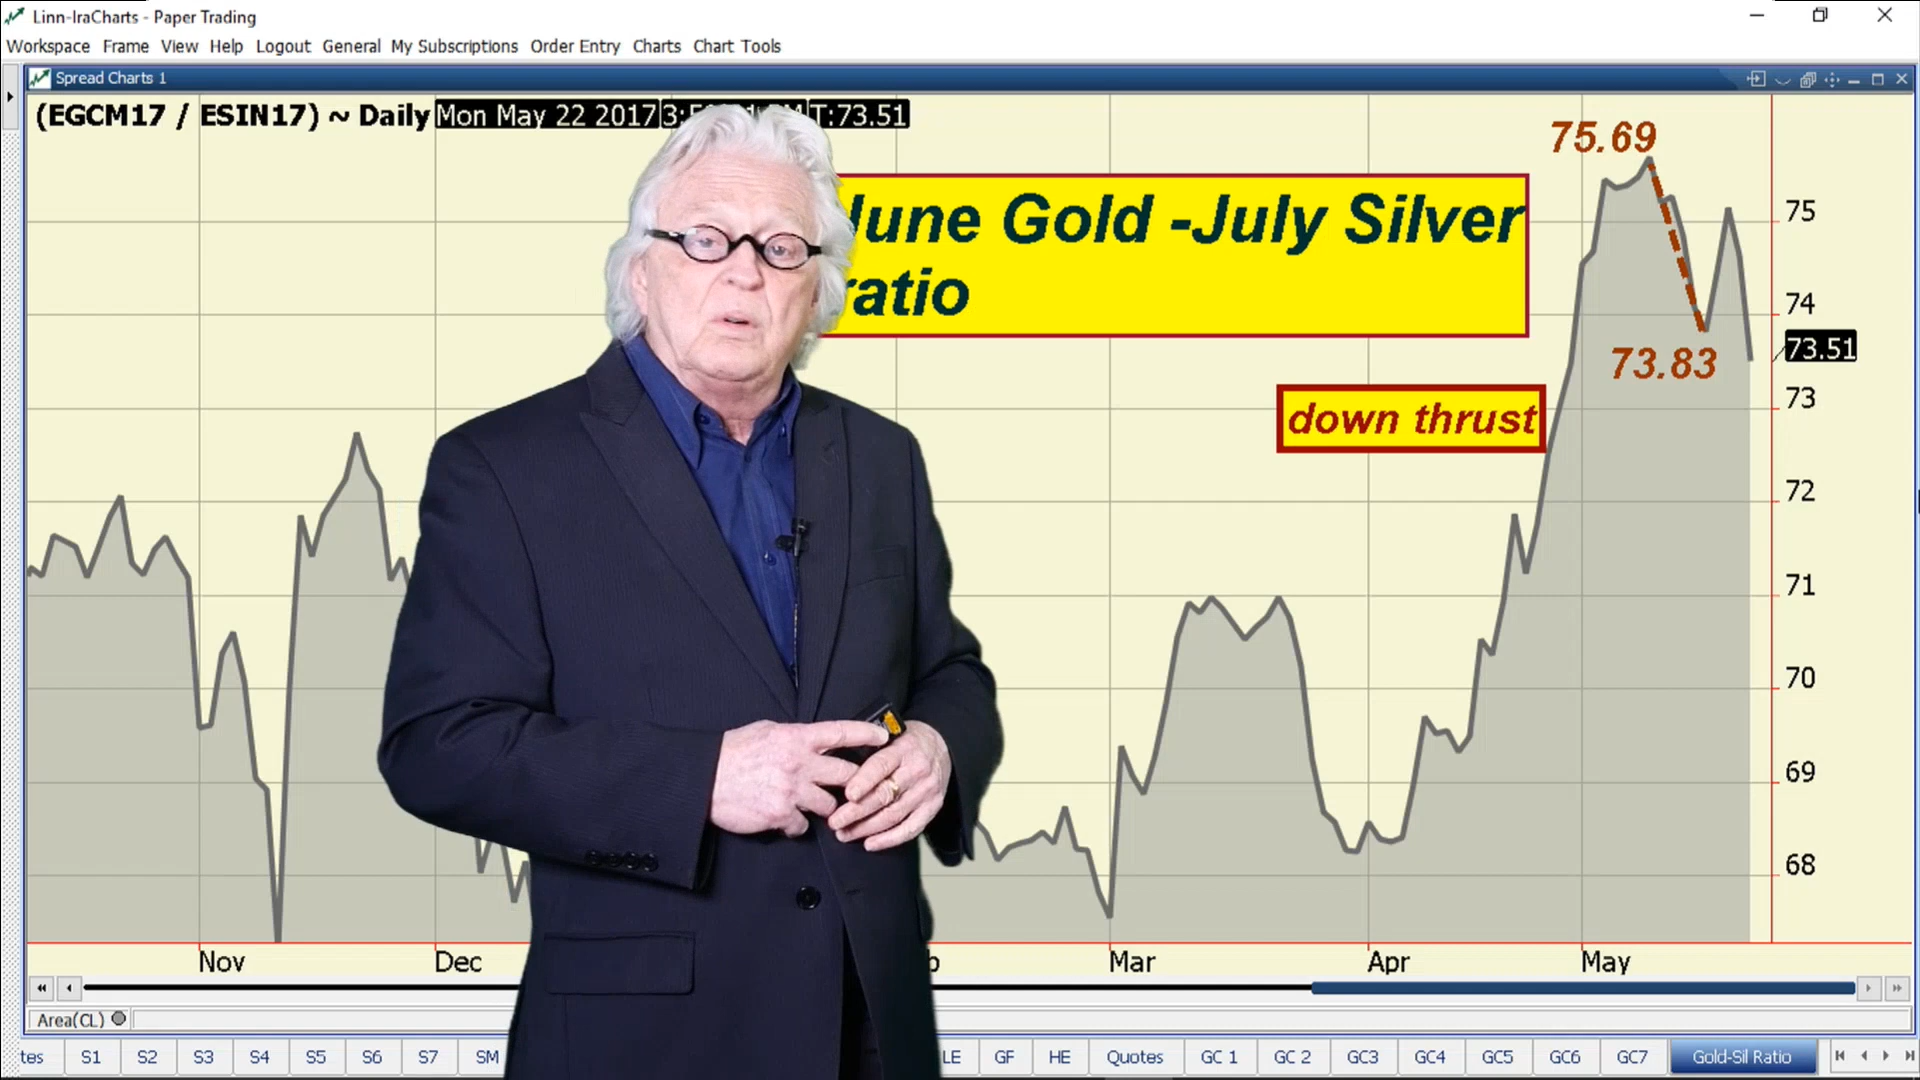 Linn-IraCharts - Paper Trading
Workspace Frame View Help Logout General My Subscriptions Order Entry Charts Chart Tools
Spread Charts 1
(EGCM17 / ESIN17) ~ Daily Mon May 22 2017 T:73.51
75.69
June Gold -July Silver
ratio
75
74
73.51
73.83
73
down thrust
72
71
70
69
68
Nov Dec Mar Apr May
Area(CL)
S1 S2 S3 S4 S5 S6 S7 SM LE GF HE Quotes GC 1 GC 2 GC3 GC4 GC5 GC6 GC7 Gold-Sil Ratio